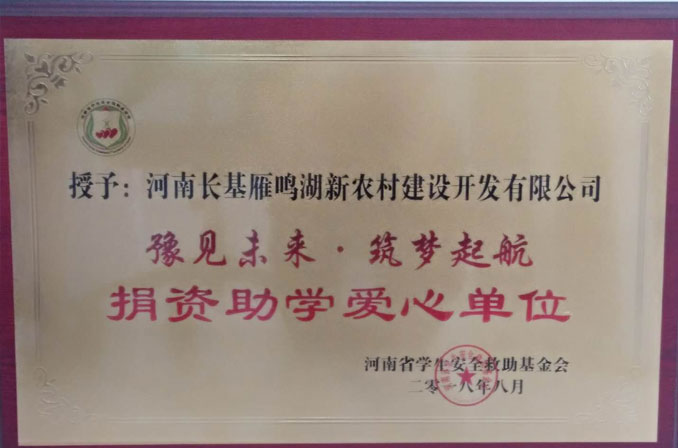 授予：河南长基雁鸣湖新农村建设开发有限公司
豫见未来·筑梦起航
捐资助学爱心单位
河南省学生安全救助基金会
二零一八年八月